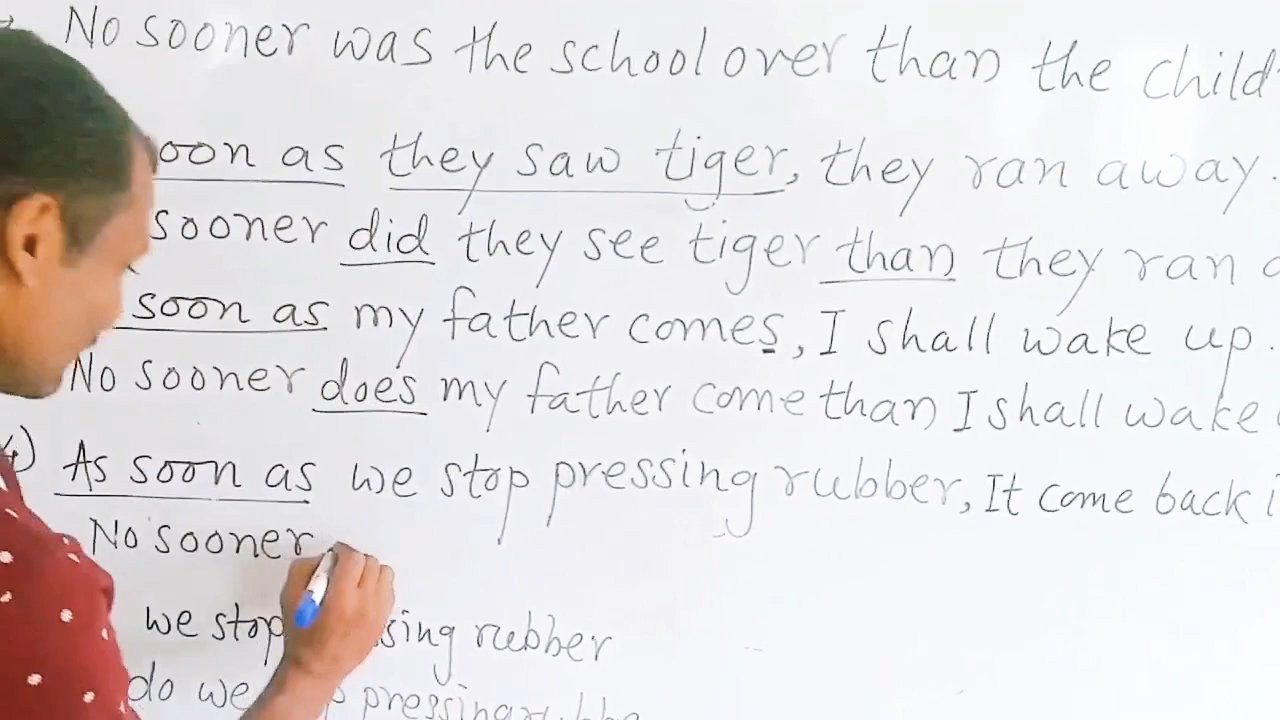 No sooner was the school over than the child
oon as they saw tiger, they ran away.
sooner did they see tiger than they ran
soon as my father comes, I shall wake up.
No sooner does my father come than I shall wake
4) As soon as we stop pressing rubber, It come back i
No sooner
we stop sing rubber
do we pressing rubbe